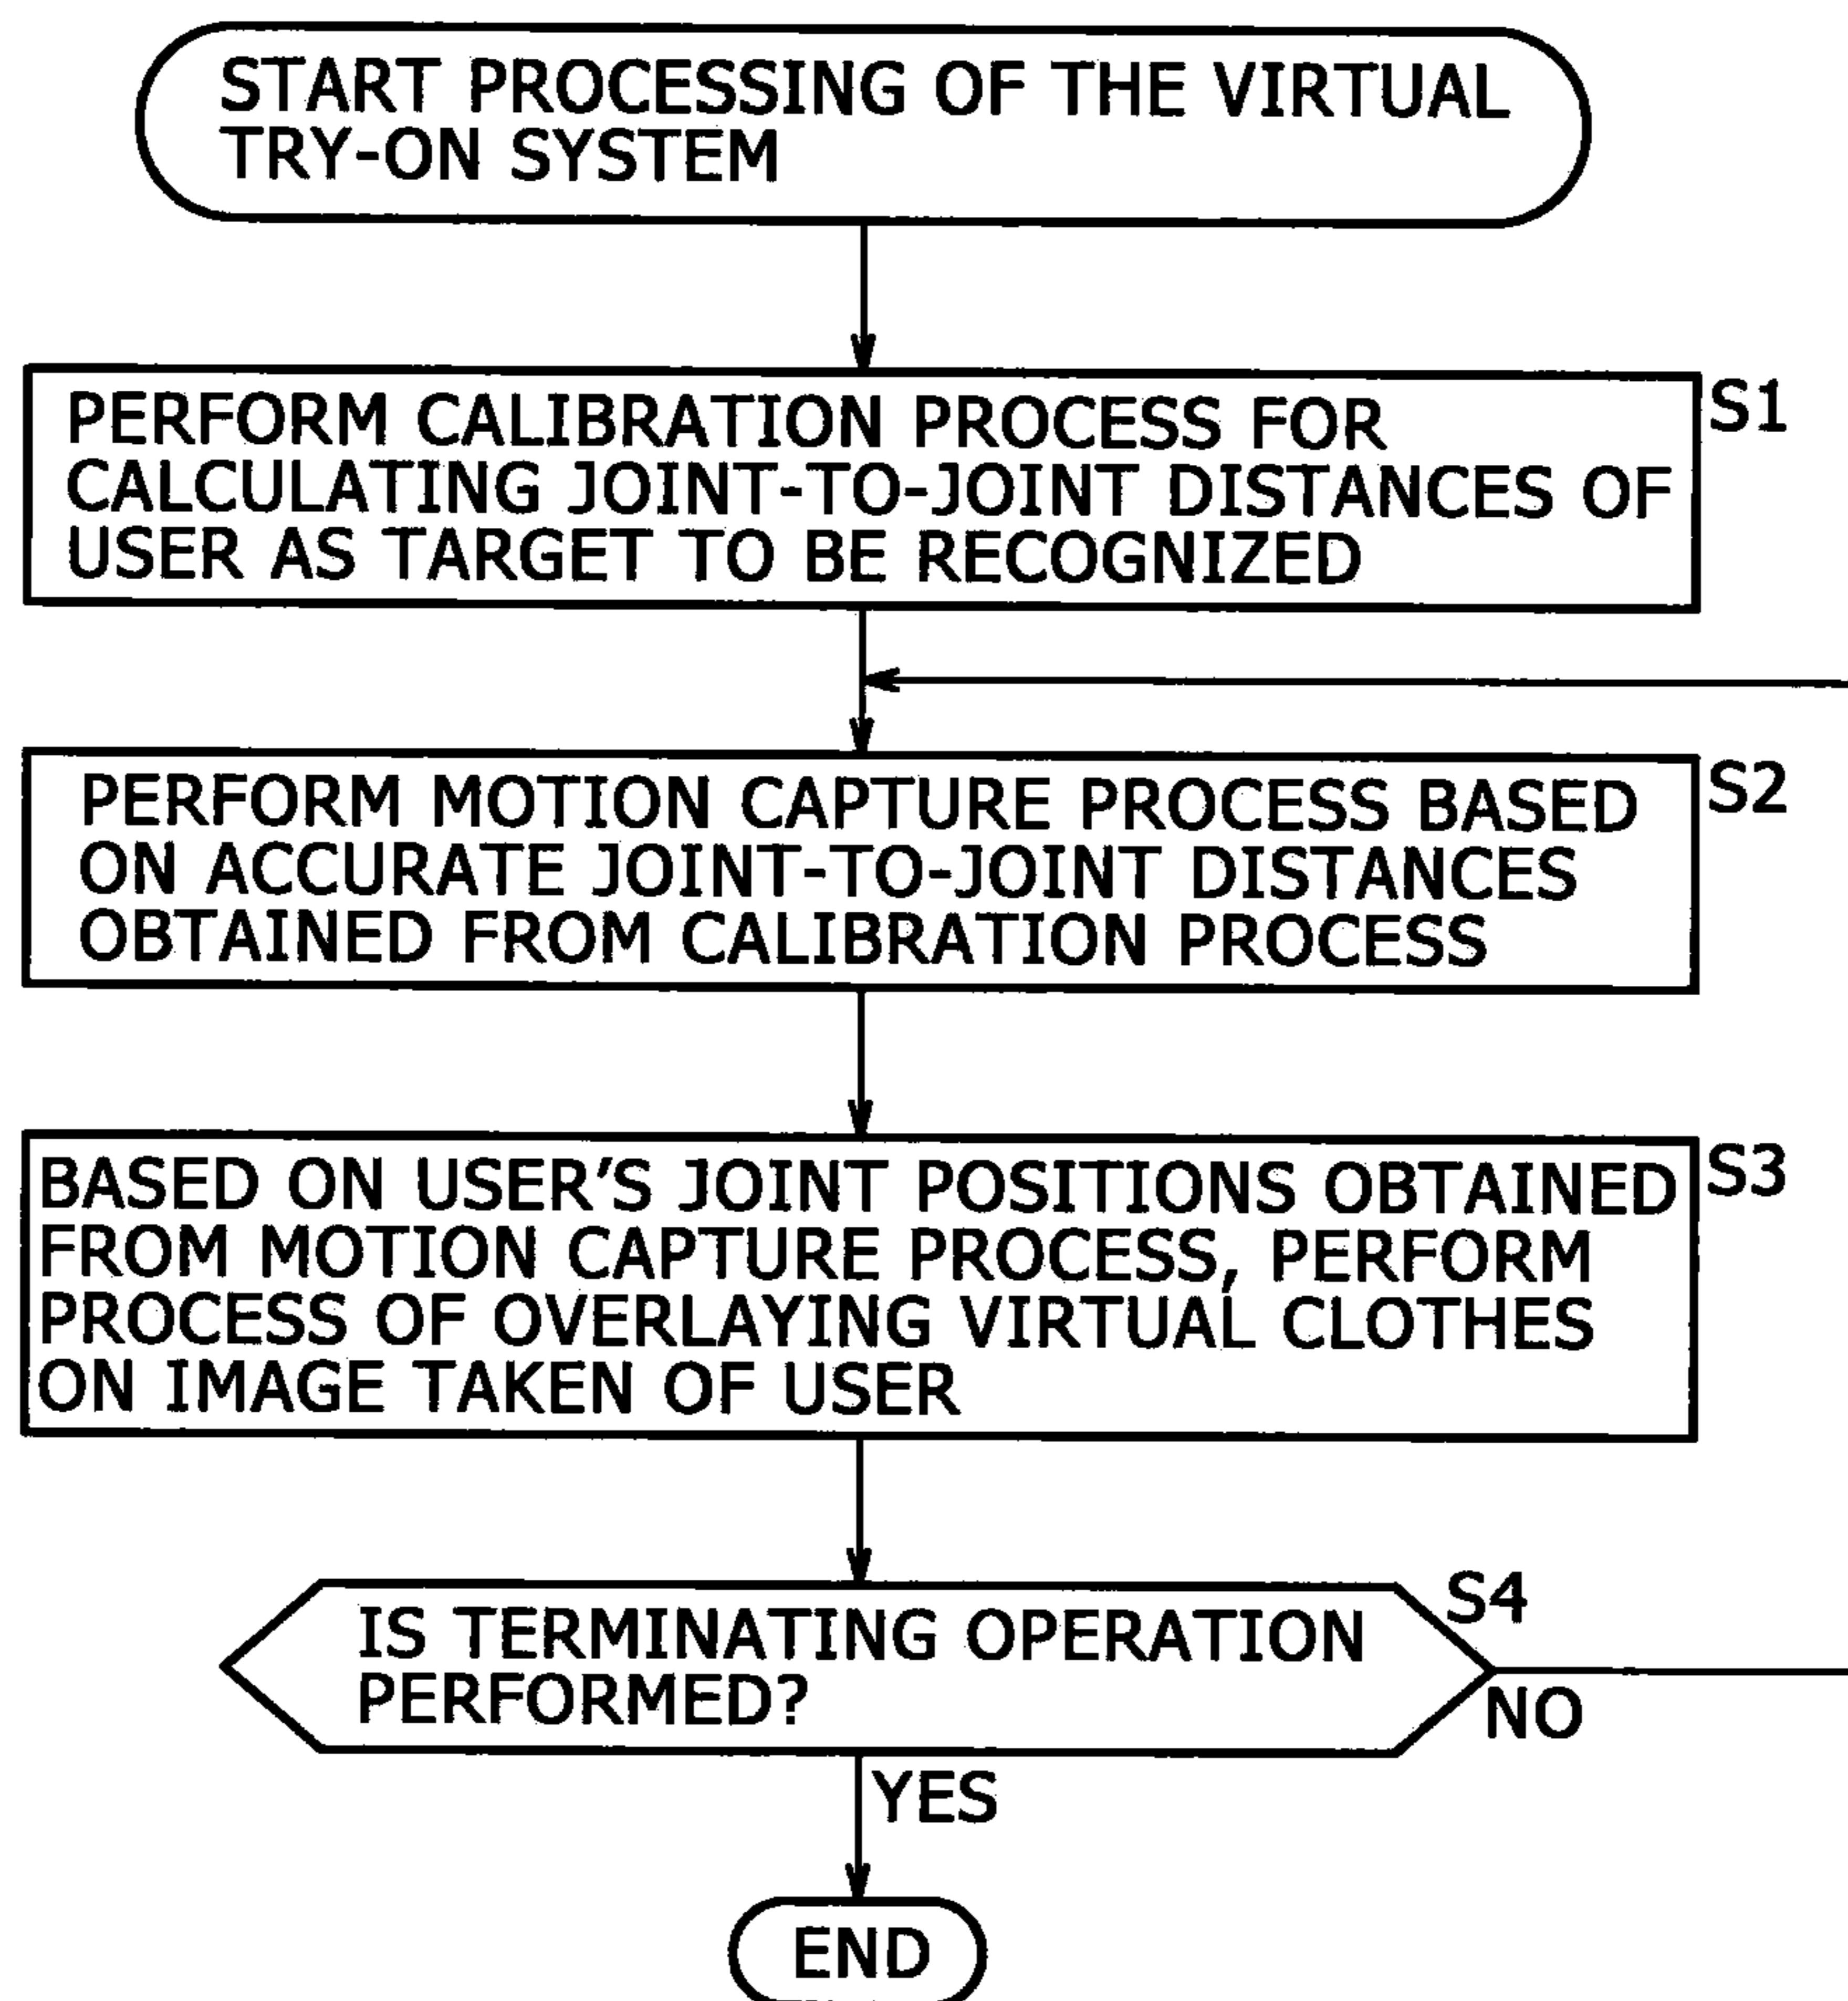 START PROCESSING OF THE VIRTUAL
TRY-ON SYSTEM
PERFORM CALIBRATION PROCESS FOR
CALCULATING JOINT-TO-JOINT DISTANCES OF
USER AS TARGET TO BE RECOGNIZED
S1
PERFORM MOTION CAPTURE PROCESS BASED
ON ACCURATE JOINT-TO-JOINT DISTANCES
OBTAINED FROM CALIBRATION PROCESS
S2
BASED ON USER'S JOINT POSITIONS OBTAINED
FROM MOTION CAPTURE PROCESS, PERFORM
PROCESS OF OVERLAYING VIRTUAL CLOTHES
ON IMAGE TAKEN OF USER
S3
IS TERMINATING OPERATION
PERFORMED?
S4
NO
YES
END